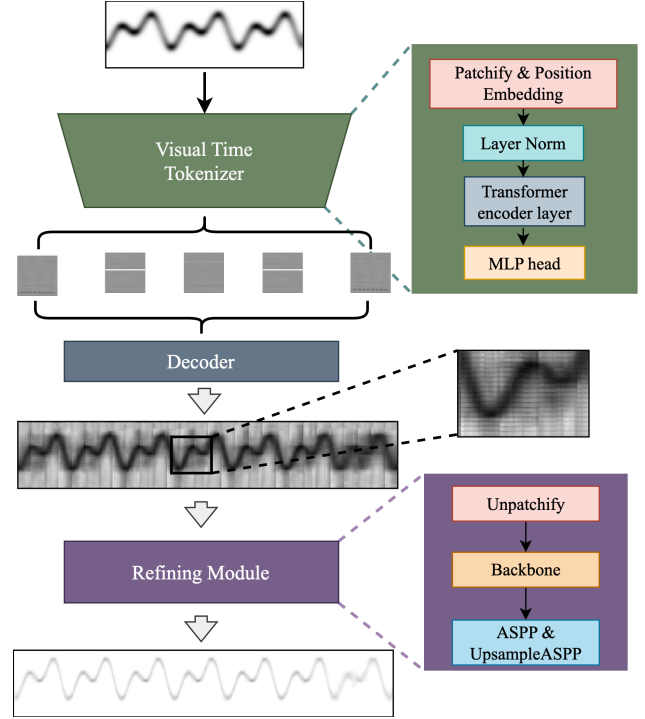 Visual Time
Tokenizer
Patchify & Position
Embedding
Layer Norm
Transformer
encoder layer
MLP head
Decoder
Refining Module
Unpatchify
Backbone
ASPP &
UpsampleASPP